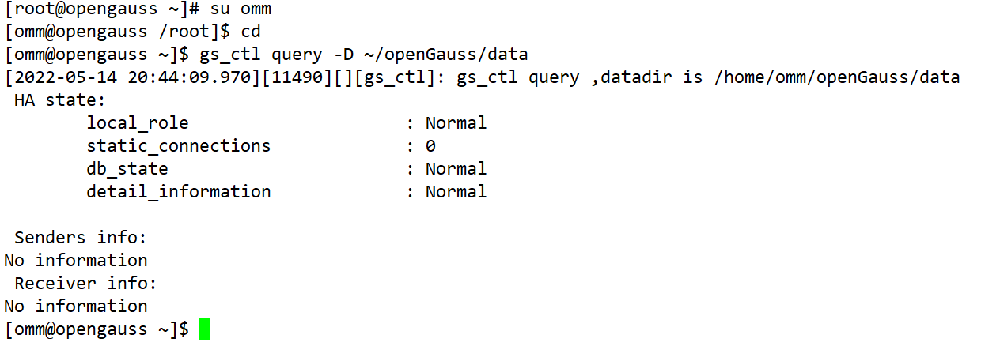 [root@opengauss ~]# su omm
[omm@opengauss /root]$ cd
[omm@opengauss ~]$ gs_ctl query -D ~/openGauss/data
[2022-05-14 20:44:09.970][11490][][gs_ctl]: gs_ctl query ,datadir is /home/omm/openGauss/data
 HA state:
        local_role                     : Normal
        static_connections             : 0
        db_state                       : Normal
        detail_information             : Normal

 Senders info:
No information
 Receiver info:
No information
[omm@opengauss ~]$